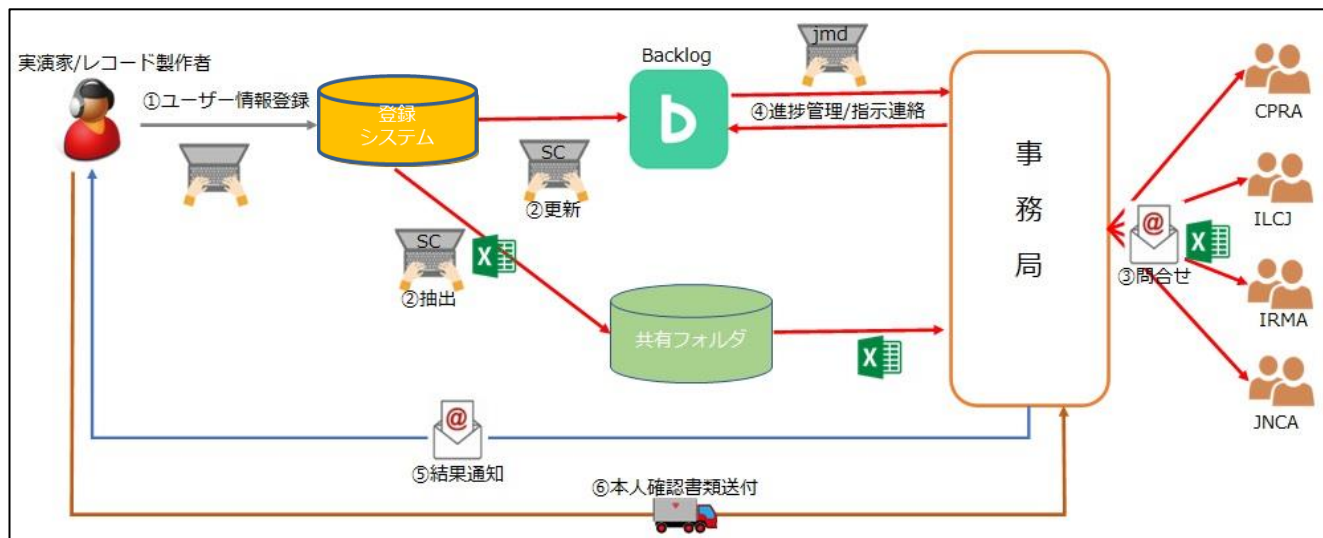 実演家/レコード製作者
①ユーザー情報登録
登録
システム
Backlog
jmd
④進捗管理/指示連絡
SC
②更新
SC
②抽出
共有フォルダ
事
務
局
@
③問合せ
CPRA
ILCJ
IRMA
JNCA
@
⑤結果通知
⑥本人確認書類送付